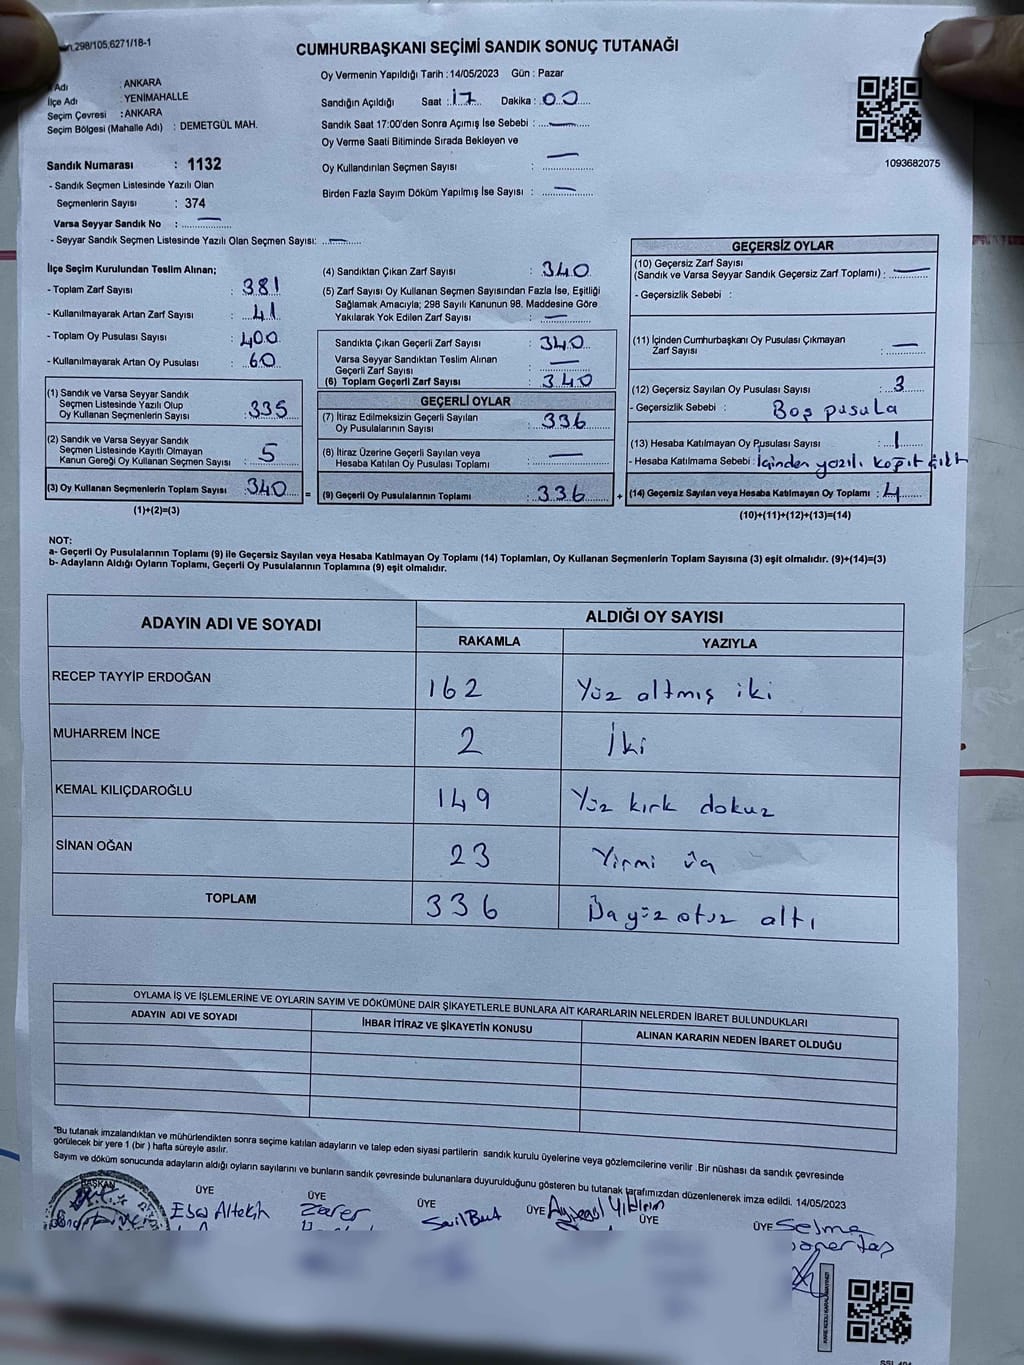 298/105,6271/18-1
CUMHURBAŞKANI SEÇİMİ SANDIK SONUÇ TUTANAĞI
Adı : ANKARA
İlçe Adı : YENİMAHALLE
Seçim Çevresi : ANKARA
Seçim Bölgesi (Mahalle Adı) : DEMETGÜL MAH.
Sandık Numarası : 1132
- Sandık Seçmen Listesinde Yazılı Olan
Seçmenlerin Sayısı : 374
Varsa Seyyar Sandık No : —
- Seyyar Sandık Seçmen Listesinde Yazılı Olan Seçmen Sayısı: —
Oy Vermenin Yapıldığı Tarih : 14/05/2023 Gün : Pazar
Sandığın Açıldığı Saat : 17 Dakika : 00
Sandık Saat 17:00'den Sonra Açımış İse Sebebi : —
Oy Verme Saati Bitiminde Sırada Bekleyen ve
Oy Kullandırılan Seçmen Sayısı : —
Birden Fazla Sayım Döküm Yapılmış İse Sayısı : —
1093682075
İlçe Seçim Kurulundan Teslim Alınan;
- Toplam Zarf Sayısı : 381
- Kullanılmayarak Artan Zarf Sayısı : 41
- Toplam Oy Pusulası Sayısı : 400
- Kullanılmayarak Artan Oy Pusulası : 60
(1) Sandık ve Varsa Seyyar Sandık
Seçmen Listesinde Yazılı Olup
Oy Kullanan Seçmenlerin Sayısı : 335
(2) Sandık ve Varsa Seyyar Sandık
Seçmen Listesinde Kayıtlı Olmayan
Kanun Gereği Oy Kullanan Seçmen Sayısı : 5
(3) Oy Kullanan Seçmenlerin Toplam Sayısı : 340
(1)+(2)=(3)
(4) Sandıktan Çıkan Zarf Sayısı : 340
(5) Zarf Sayısı Oy Kullanan Seçmen Sayısından Fazla İse, Eşitliği
Sağlamak Amacıyla; 298 Sayılı Kanunun 98. Maddesine Göre
Yakılarak Yok Edilen Zarf Sayısı : —
Sandıkta Çıkan Geçerli Zarf Sayısı : 340
Varsa Seyyar Sandıktan Teslim Alınan
Geçerli Zarf Sayısı : —
(6) Toplam Geçerli Zarf Sayısı : 340
GEÇERLİ OYLAR
(7) İtiraz Edilmeksizin Geçerli Sayılan
Oy Pusulalarının Sayısı : 336
(8) İtiraz Üzerine Geçerli Sayılan veya
Hesaba Katılan Oy Pusulası Toplamı : —
= (9) Geçerli Oy Pusulalarının Toplamı : 336 +
GEÇERSİZ OYLAR
(10) Geçersiz Zarf Sayısı
(Sandık ve Varsa Seyyar Sandık Geçersiz Zarf Toplamı) : —
- Geçersizlik Sebebi :
(11) İçinden Cumhurbaşkanı Oy Pusulası Çıkmayan
Zarf Sayısı : —
(12) Geçersiz Sayılan Oy Pusulası Sayısı : 3
- Geçersizlik Sebebi : Boş pusula
(13) Hesaba Katılmayan Oy Pusulası Sayısı : 1
- Hesaba Katılmama Sebebi : İçinden yazılı kağıt çıktı
(14) Geçersiz Sayılan veya Hesaba Katılmayan Oy Toplamı : 4
(10)+(11)+(12)+(13)=(14)
NOT:
a- Geçerli Oy Pusulalarının Toplamı (9) ile Geçersiz Sayılan veya Hesaba Katılmayan Oy Toplamı (14) Toplamları, Oy Kullanan Seçmenlerin Toplam Sayısına (3) eşit olmalıdır. (9)+(14)=(3)
b- Adayların Aldığı Oyların Toplamı, Geçerli Oy Pusulalarının Toplamına (9) eşit olmalıdır.
ADAYIN ADI VE SOYADI ALDIĞI OY SAYISI
RAKAMLA YAZIYLA
RECEP TAYYİP ERDOĞAN 162 Yüz altmış iki
MUHARREM İNCE 2 İki
KEMAL KILIÇDAROĞLU 149 Yüz kırk dokuz
SİNAN OĞAN 23 Yirmi üç
TOPLAM 336 Üç yüz otuz altı
OYLAMA İŞ VE İŞLEMLERİNE VE OYLARIN SAYIM VE DÖKÜMÜNE DAİR ŞİKAYETLERLE BUNLARA AİT KARARLARIN NELERDEN İBARET BULUNDUKLARI
ADAYIN ADI VE SOYADI İHBAR İTİRAZ VE ŞİKAYETİN KONUSU ALINAN KARARIN NEDEN İBARET OLDUĞU
"Bu tutanak imzalandıktan ve mühürlendikten sonra seçime katılan adayların ve talep eden siyasi partilerin sandık kurulu üyelerine veya gözlemcilerine verilir .Bir nüshası da sandık çevresinde
görülecek bir yere 1 (bir ) hafta süreyle asılır.
Sayım ve döküm sonucunda adayların aldığı oyların sayılarını ve bunların sandık çevresinde bulunanlara duyurulduğunu gösteren bu tutanak tarafımızdan düzenlenerek imza edildi. 14/05/2023
BAŞKAN ÜYE ÜYE ÜYE ÜYE ÜYE ÜYE
Altekin Zafer Yıldırım Selma